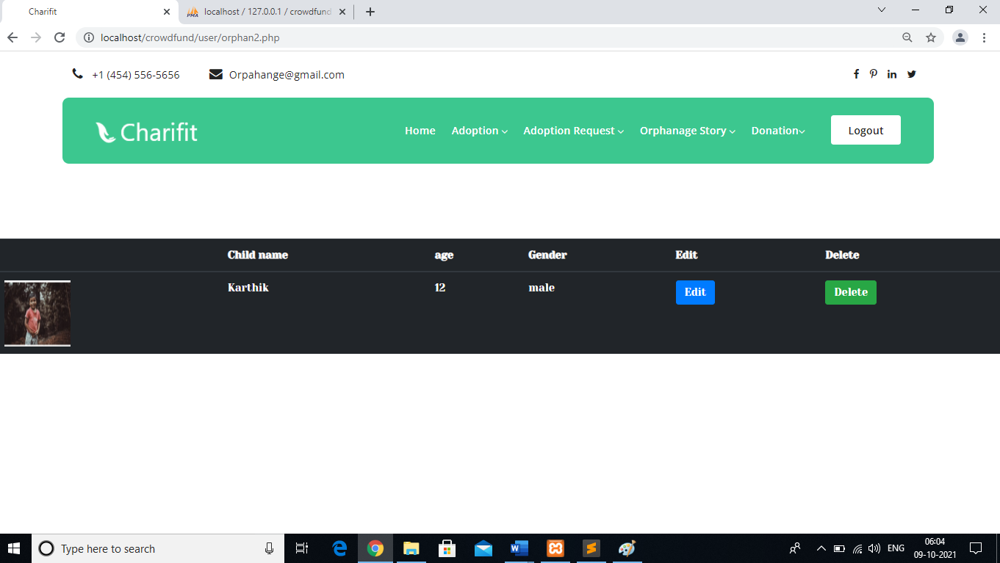 Charifit
localhost / 127.0.0.1 / crowdfund
localhost/crowdfund/user/orphan2.php
+1 (454) 556-5656 Orpahange@gmail.com
Charifit Home Adoption Adoption Request Orphanage Story Donation Logout
Child name age Gender Edit Delete
Karthik 12 male Edit Delete
Type here to search ENG 06:04
09-10-2021